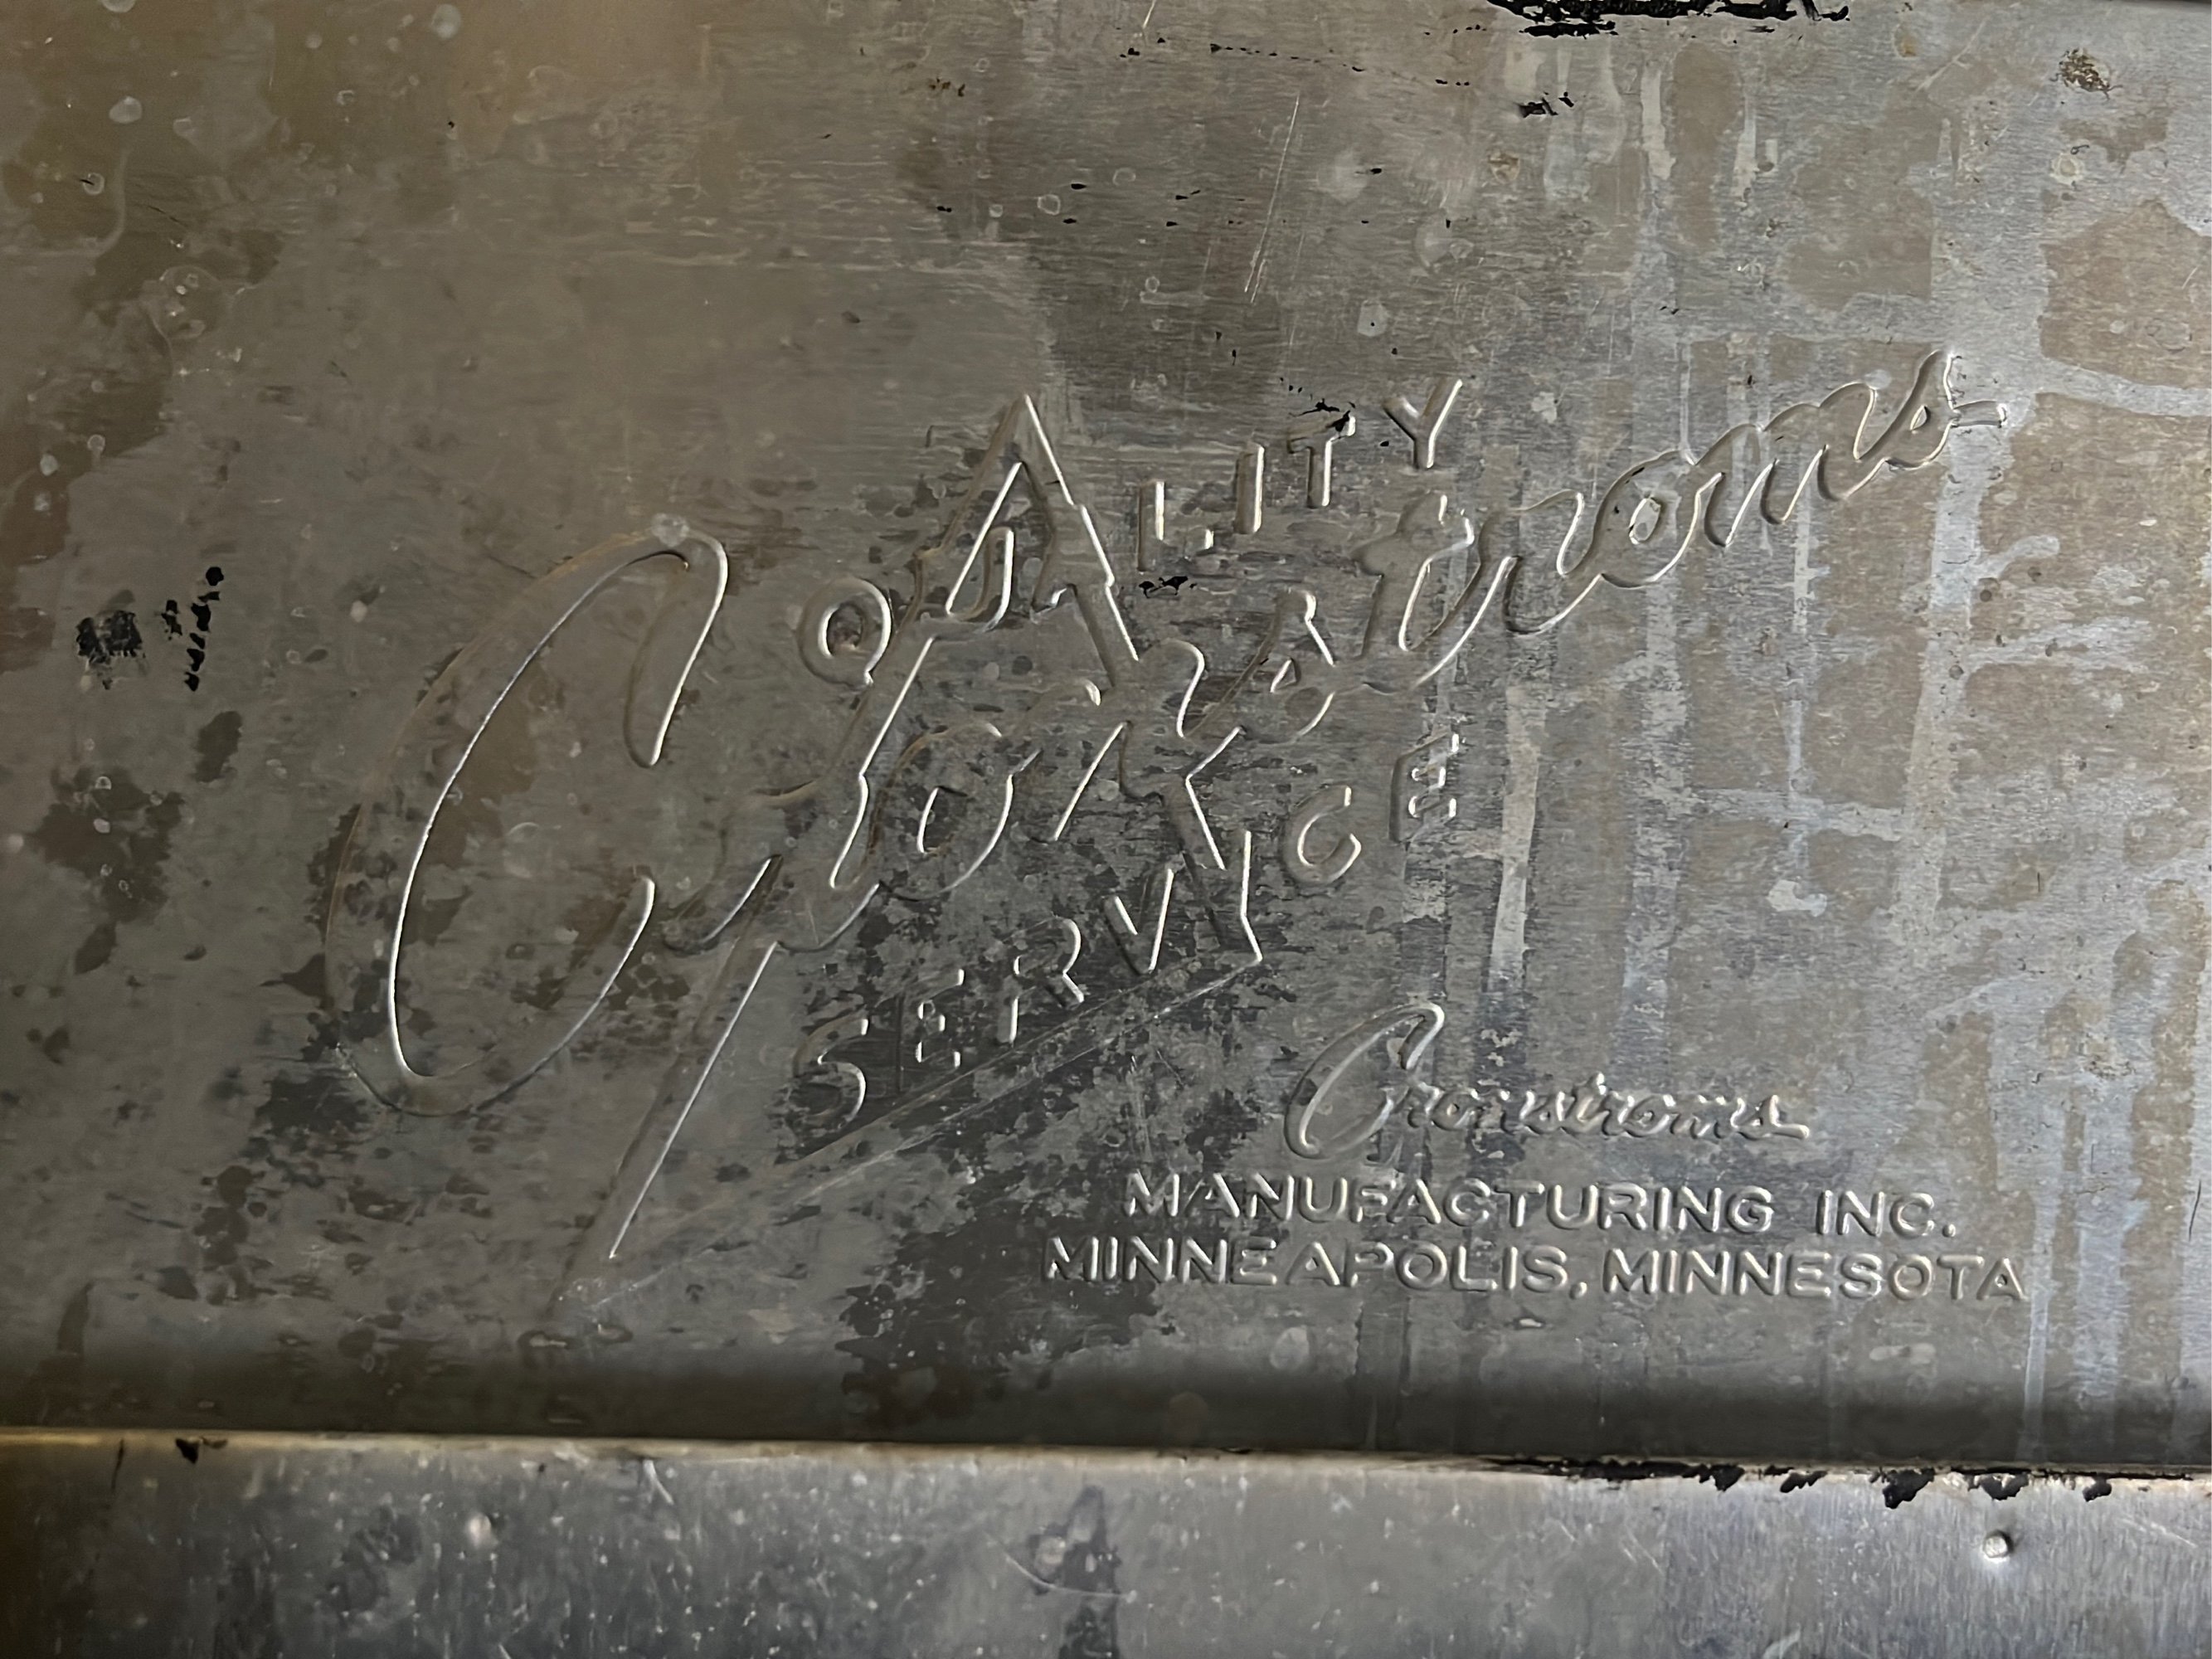 QUALITY
Cronstroms
SERVICE
Cronstroms
MANUFACTURING INC.
MINNEAPOLIS, MINNESOTA